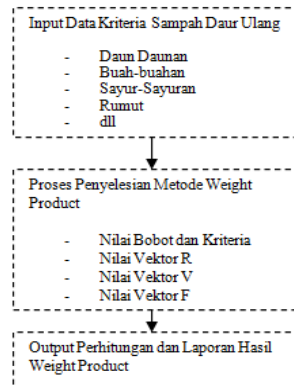 Input Data Kriteria Sampah Daur Ulang
- Daun Daunan
- Buah-buahan
- Sayur-Sayuran
- Rumut
- dll
Proses Penyelesian Metode Weight
Product
- Nilai Bobot dan Kriteria
- Nilai Vektor R
- Nilai Vektor V
- Nilai Vektor F
Output Perhitungan dan Laporan Hasil
Weight Product